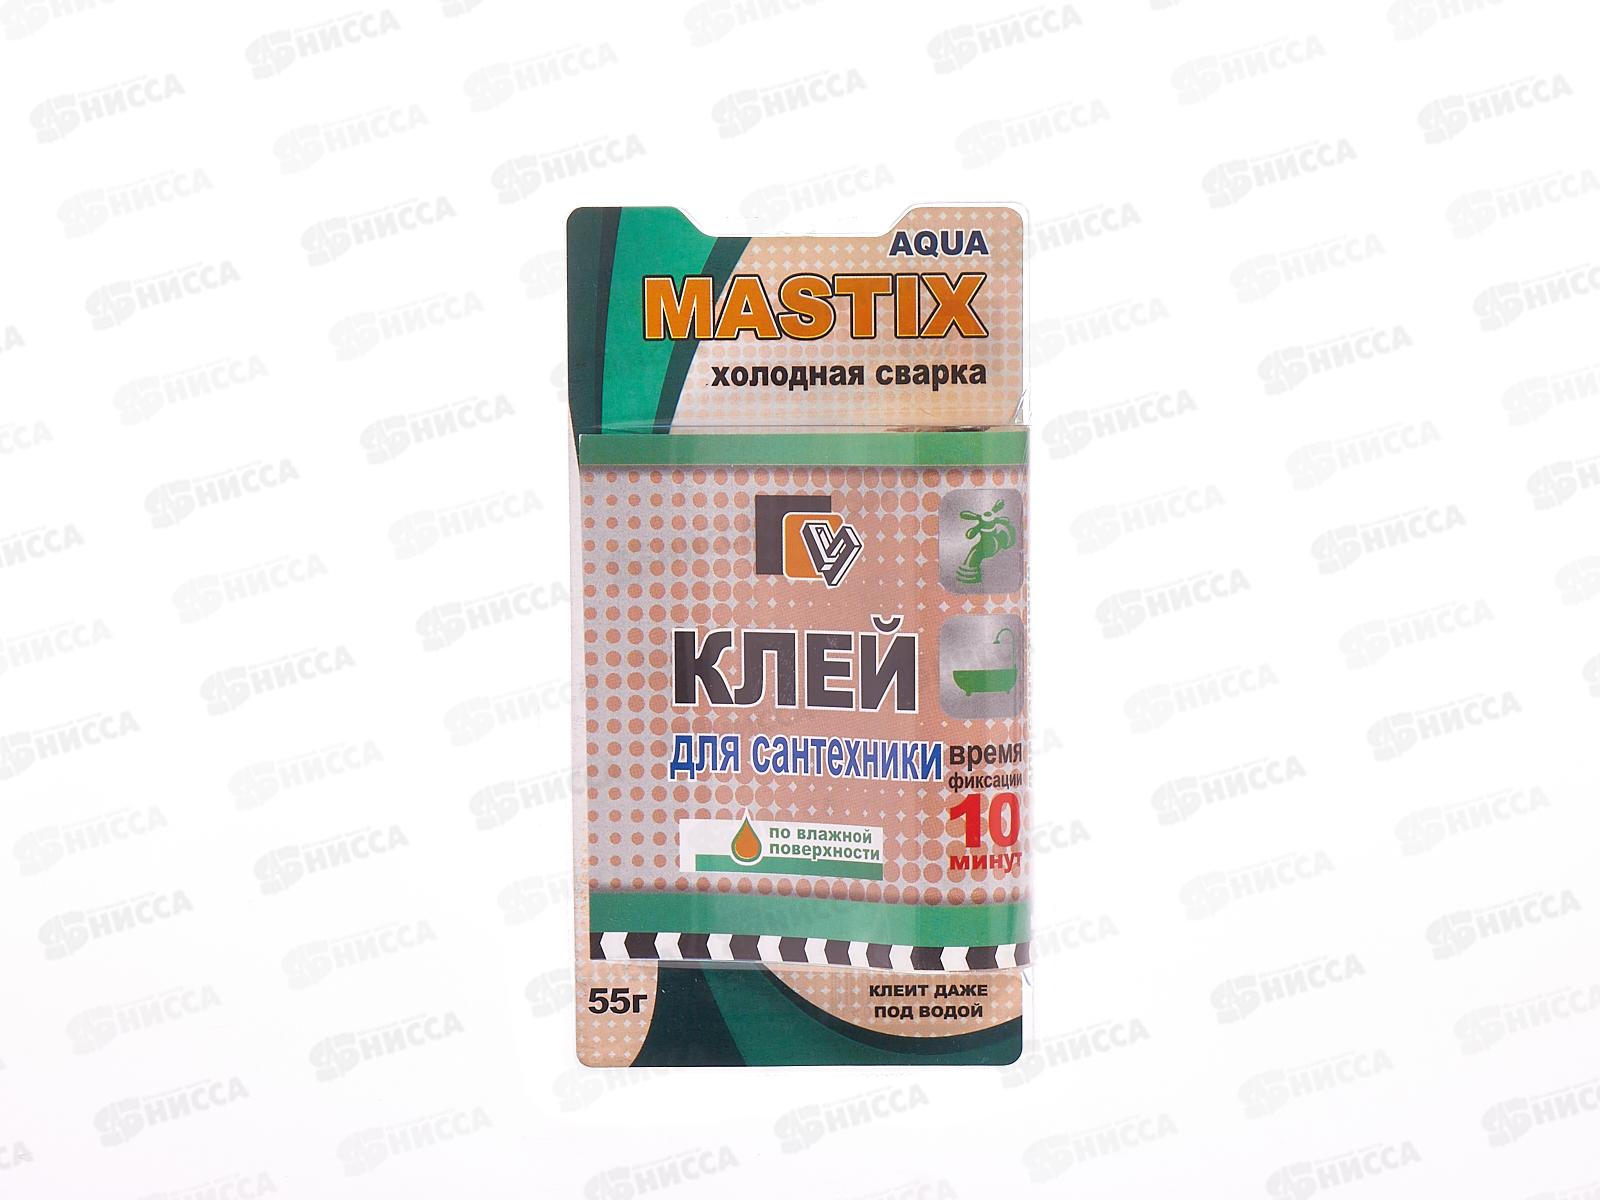 AQUA
MASTIX
холодная сварка
КЛЕЙ
для сантехники
время
фиксации
10
минут
по влажной
поверхности
55г
КЛЕИТ ДАЖЕ
ПОД ВОДОЙ
НИССА